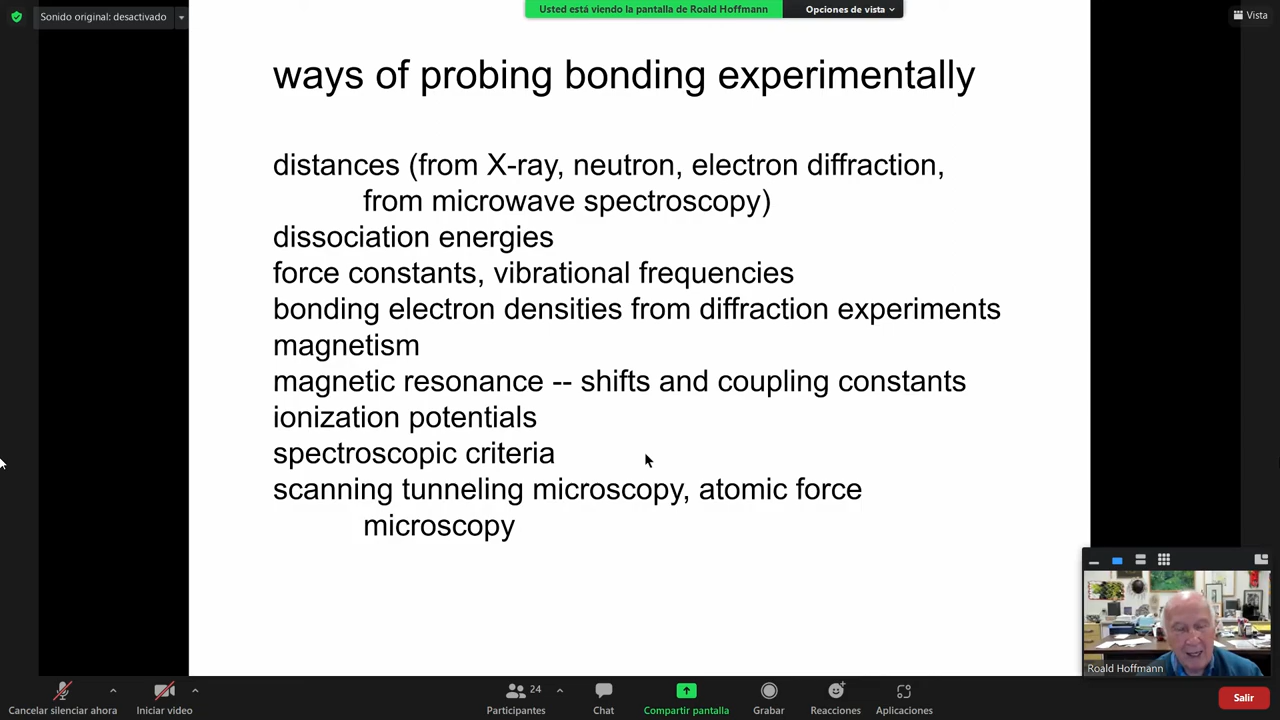 Sonido original: desactivado
Usted está viendo la pantalla de Roald Hoffmann
Opciones de vista
Vista
ways of probing bonding experimentally
distances (from X-ray, neutron, electron diffraction,
from microwave spectroscopy)
dissociation energies
force constants, vibrational frequencies
bonding electron densities from diffraction experiments
magnetism
magnetic resonance -- shifts and coupling constants
ionization potentials
spectroscopic criteria
scanning tunneling microscopy, atomic force
microscopy
Roald Hoffmann
24
Cancelar silenciar ahora
Iniciar video
Participantes
Chat
Compartir pantalla
Grabar
Reacciones
Aplicaciones
Salir